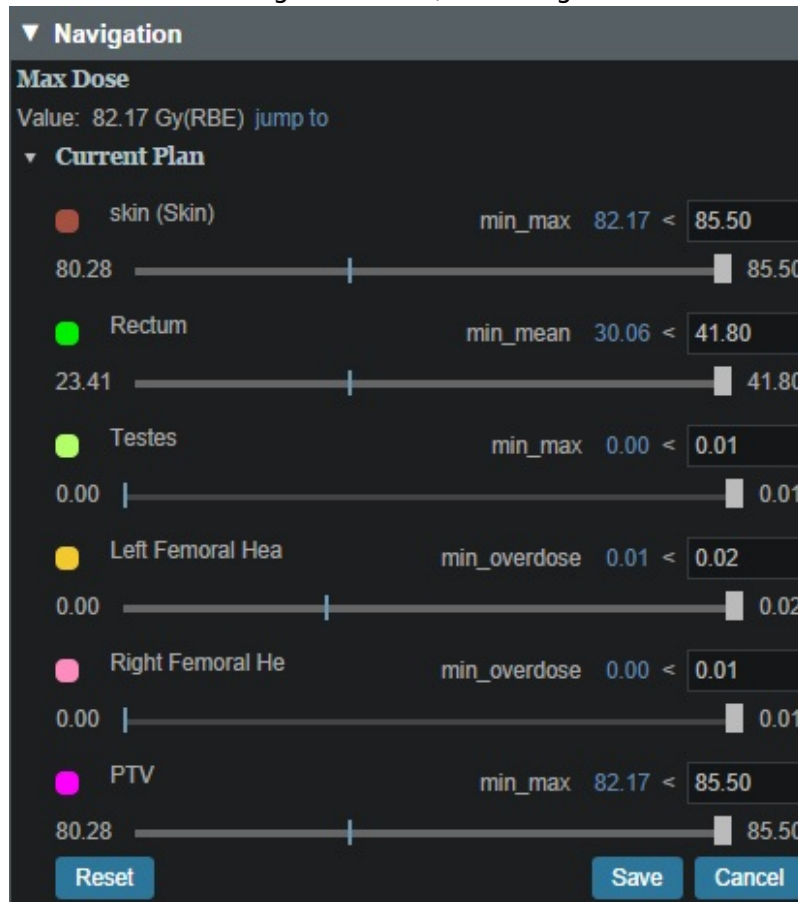 ▼ Navigation
Max Dose
Value: 82.17 Gy(RBE) jump to
▾ Current Plan
skin (Skin) min_max 82.17 < 85.50
80.28 85.50
Rectum min_mean 30.06 < 41.80
23.41 41.80
Testes min_max 0.00 < 0.01
0.00 0.01
Left Femoral Hea min_overdose 0.01 < 0.02
0.00 0.02
Right Femoral He min_overdose 0.00 < 0.01
0.00 0.01
PTV min_max 82.17 < 85.50
80.28 85.50
Reset Save Cancel